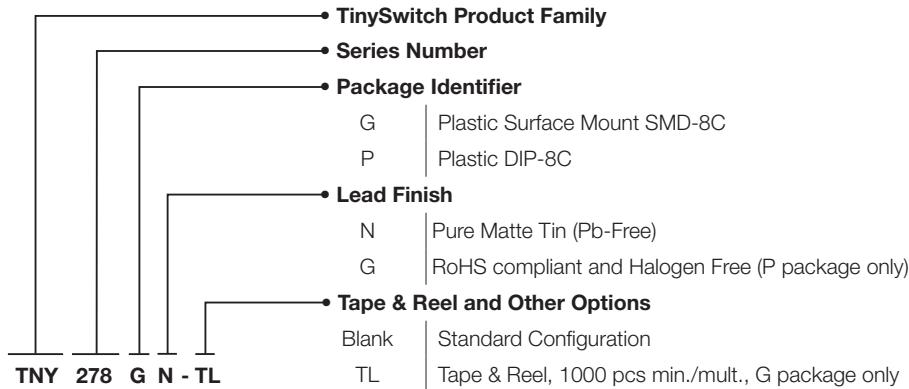 TinySwitch Product Family
Series Number
Package Identifier
G Plastic Surface Mount SMD-8C
P Plastic DIP-8C
Lead Finish
N Pure Matte Tin (Pb-Free)
G RoHS compliant and Halogen Free (P package only)
Tape & Reel and Other Options
Blank Standard Configuration
TL Tape & Reel, 1000 pcs min./mult., G package only
TNY 278 G N - TL